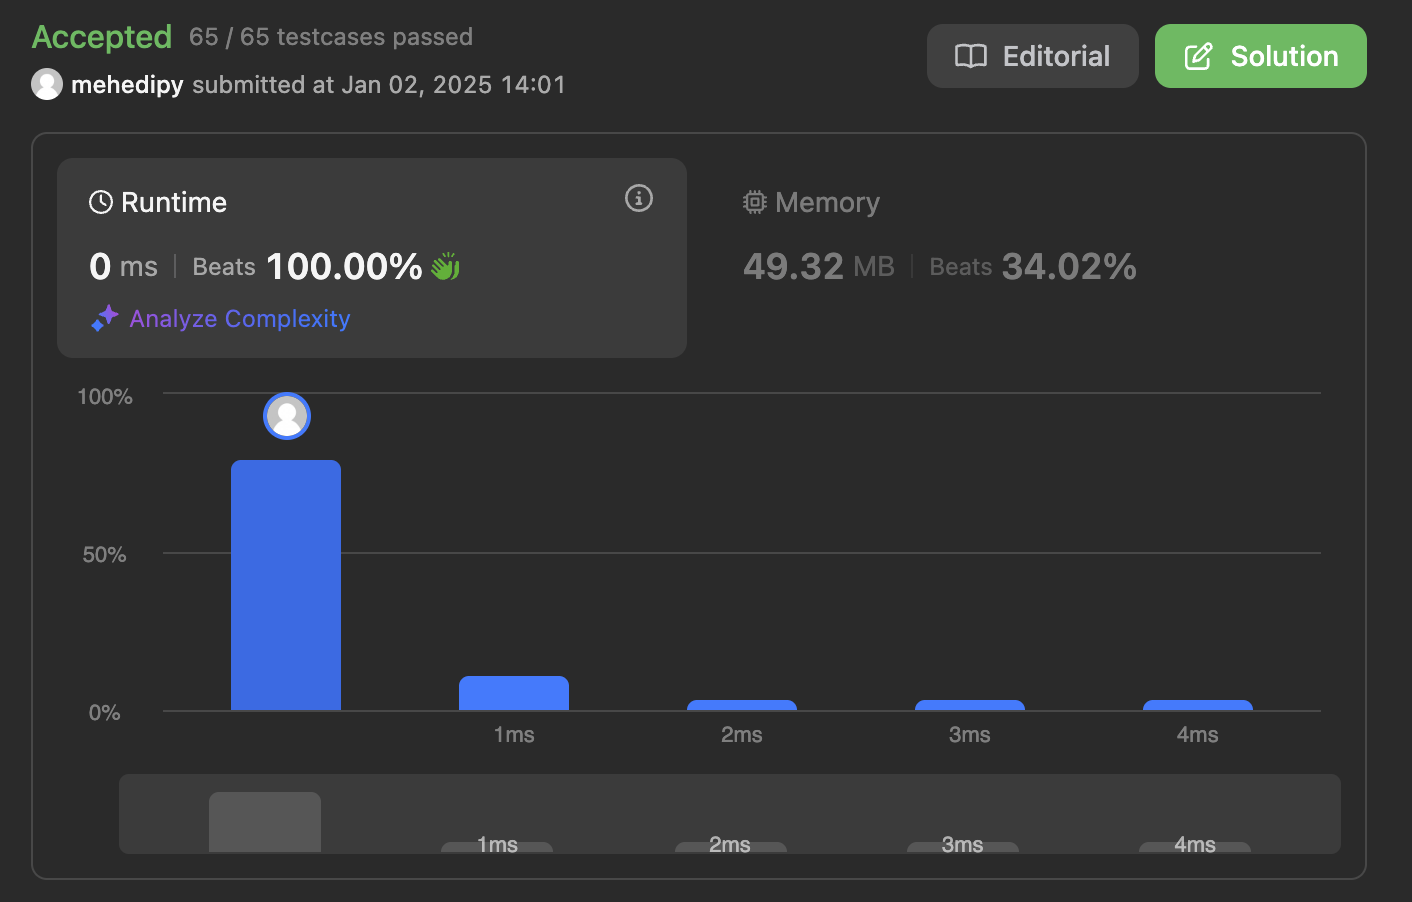 Accepted 65 / 65 testcases passed
mehedipy submitted at Jan 02, 2025 14:01
Editorial
Solution
Runtime
0 ms | Beats 100.00%
Analyze Complexity
Memory
49.32 MB | Beats 34.02%
100%
50%
0%
1ms 2ms 3ms 4ms
1ms 2ms 3ms 4ms